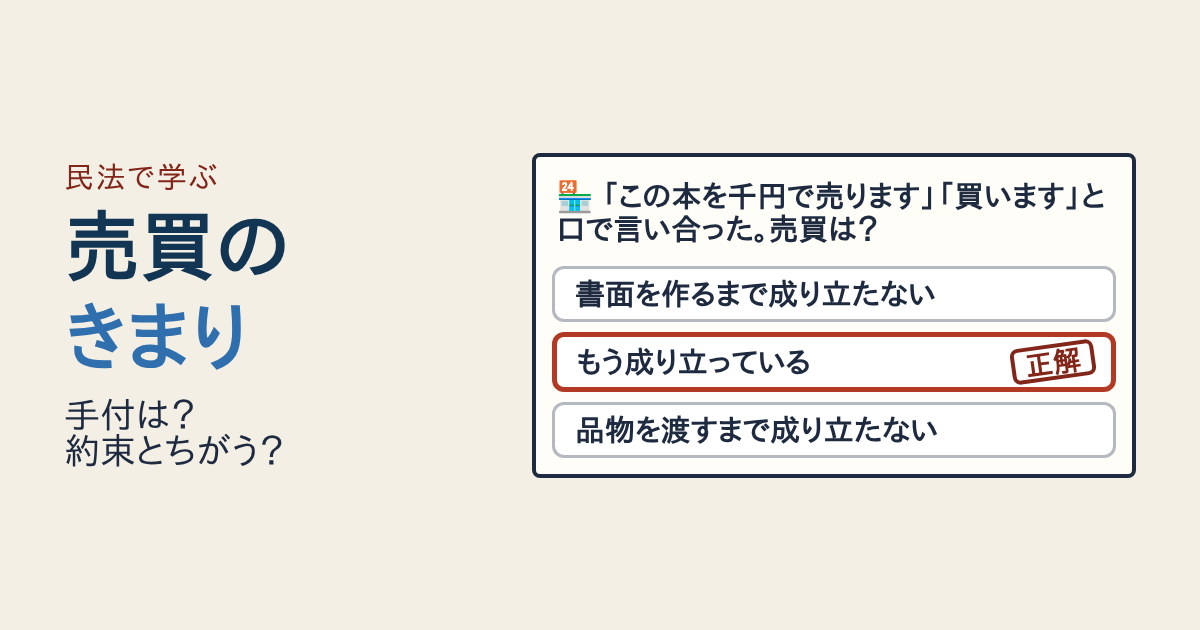 民法で学ぶ
売買の
きまり
手付は？
約束とちがう？
🏪「この本を千円で売ります」「買います」と
口で言い合った。売買は？
書面を作るまで成り立たない
もう成り立っている
正解
品物を渡すまで成り立たない